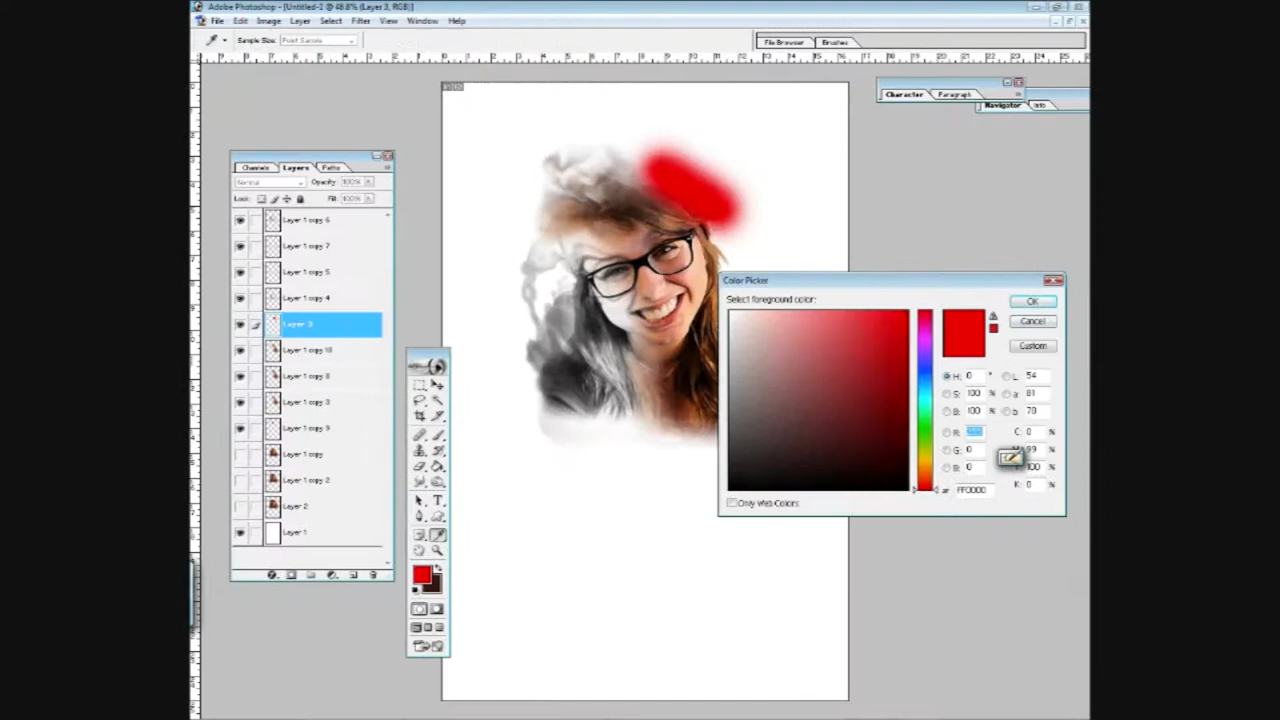 Adobe Photoshop - [Untitled-1 @ 48.8% (Layer 3, RGB)]
File Edit Image Layer Select Filter View Window Help
Sample Size: Point Sample
File Browser Brushes
Character Paragraph
Navigator Info
Channels Layers Paths
Normal Opacity: 100%
Lock: Fill: 100%
Layer 1 copy 6
Layer 1 copy 7
Layer 1 copy 5
Layer 1 copy 4
Layer 3
Layer 1 copy 10
Layer 1 copy 8
Layer 1 copy 3
Layer 1 copy 9
Layer 1 copy
Layer 1 copy 2
Layer 2
Layer 1
Color Picker
Select foreground color:
OK
Cancel
Custom
H: 0 ° L: 54
S: 100 % a: 81
B: 100 % b: 70
R: 255 C: 0 %
G: 0 99 %
B: 0 100 %
K: 0 %
# FF0000
Only Web Colors